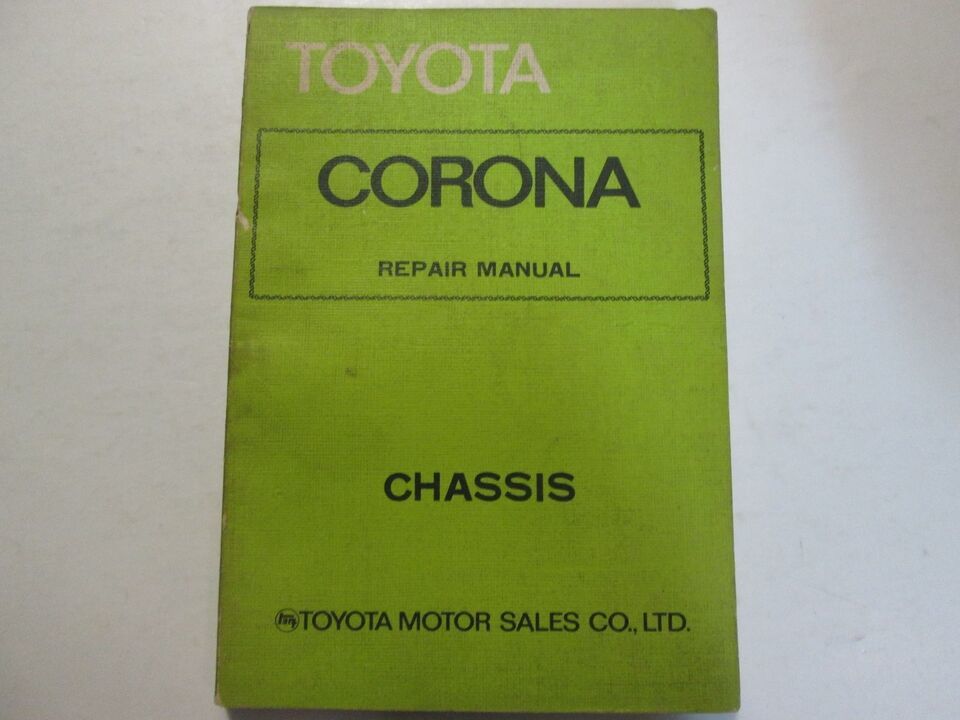 TOYOTA
CORONA
REPAIR MANUAL
CHASSIS
TOYOTA MOTOR SALES CO., LTD.